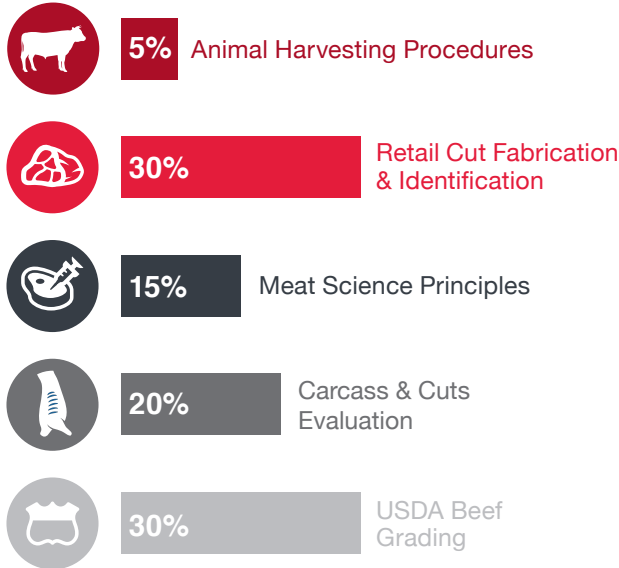 5% Animal Harvesting Procedures
30% Retail Cut Fabrication
& Identification
15% Meat Science Principles
20% Carcass & Cuts
Evaluation
30% USDA Beef
Grading